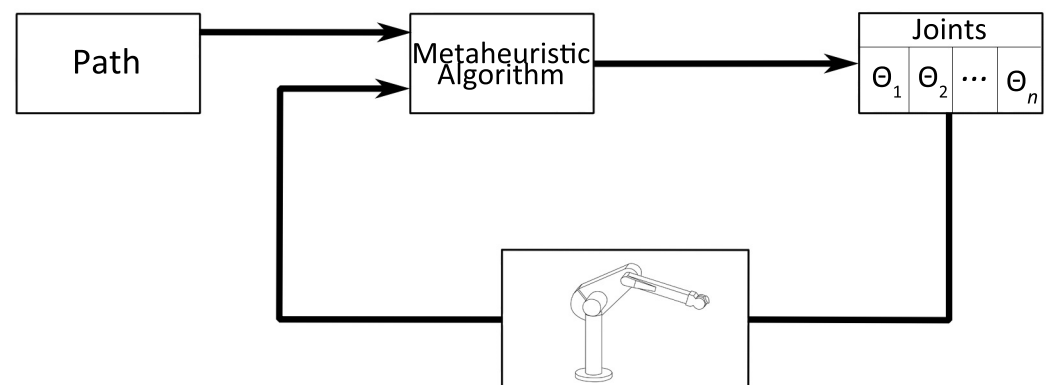 Path
Metaheuristic
Algorithm
Joints
Θ1 Θ2 ... Θn